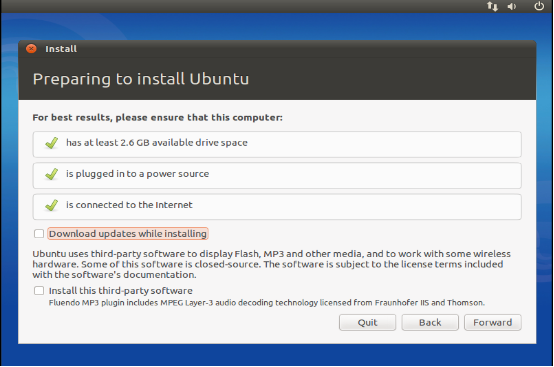 Install
Preparing to install Ubuntu
For best results, please ensure that this computer:
has at least 2.6 GB available drive space
is plugged in to a power source
is connected to the Internet
Download updates while installing
Ubuntu uses third-party software to display Flash, MP3 and other media, and to work with some wireless
hardware. Some of this software is closed-source. The software is subject to the license terms included
with the software's documentation.
Install this third-party software
Fluendo MP3 plugin includes MPEG Layer-3 audio decoding technology licensed from Fraunhofer IIS and Thomson.
Quit Back Forward